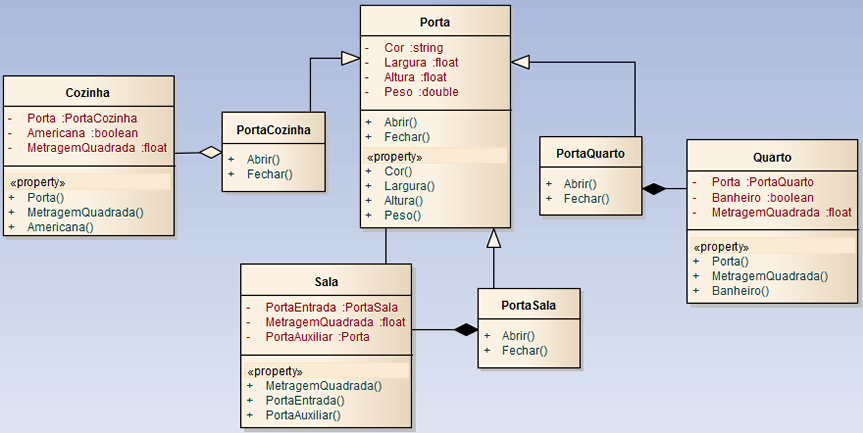 Porta
- Cor :string
- Largura :float
- Altura :float
- Peso :double
+ Abrir()
+ Fechar()
«property»
+ Cor()
+ Largura()
+ Altura()
+ Peso()
Cozinha
- Porta :PortaCozinha
- Americana :boolean
- MetragemQuadrada :float
«property»
+ Porta()
+ MetragemQuadrada()
+ Americana()
PortaCozinha
+ Abrir()
+ Fechar()
PortaQuarto
+ Abrir()
+ Fechar()
Quarto
- Porta :PortaQuarto
- Banheiro :boolean
- MetragemQuadrada :float
«property»
+ Porta()
+ MetragemQuadrada()
+ Banheiro()
Sala
- PortaEntrada :PortaSala
- MetragemQuadrada :float
- PortaAuxiliar :Porta
«property»
+ MetragemQuadrada()
+ PortaEntrada()
+ PortaAuxiliar()
PortaSala
+ Abrir()
+ Fechar()